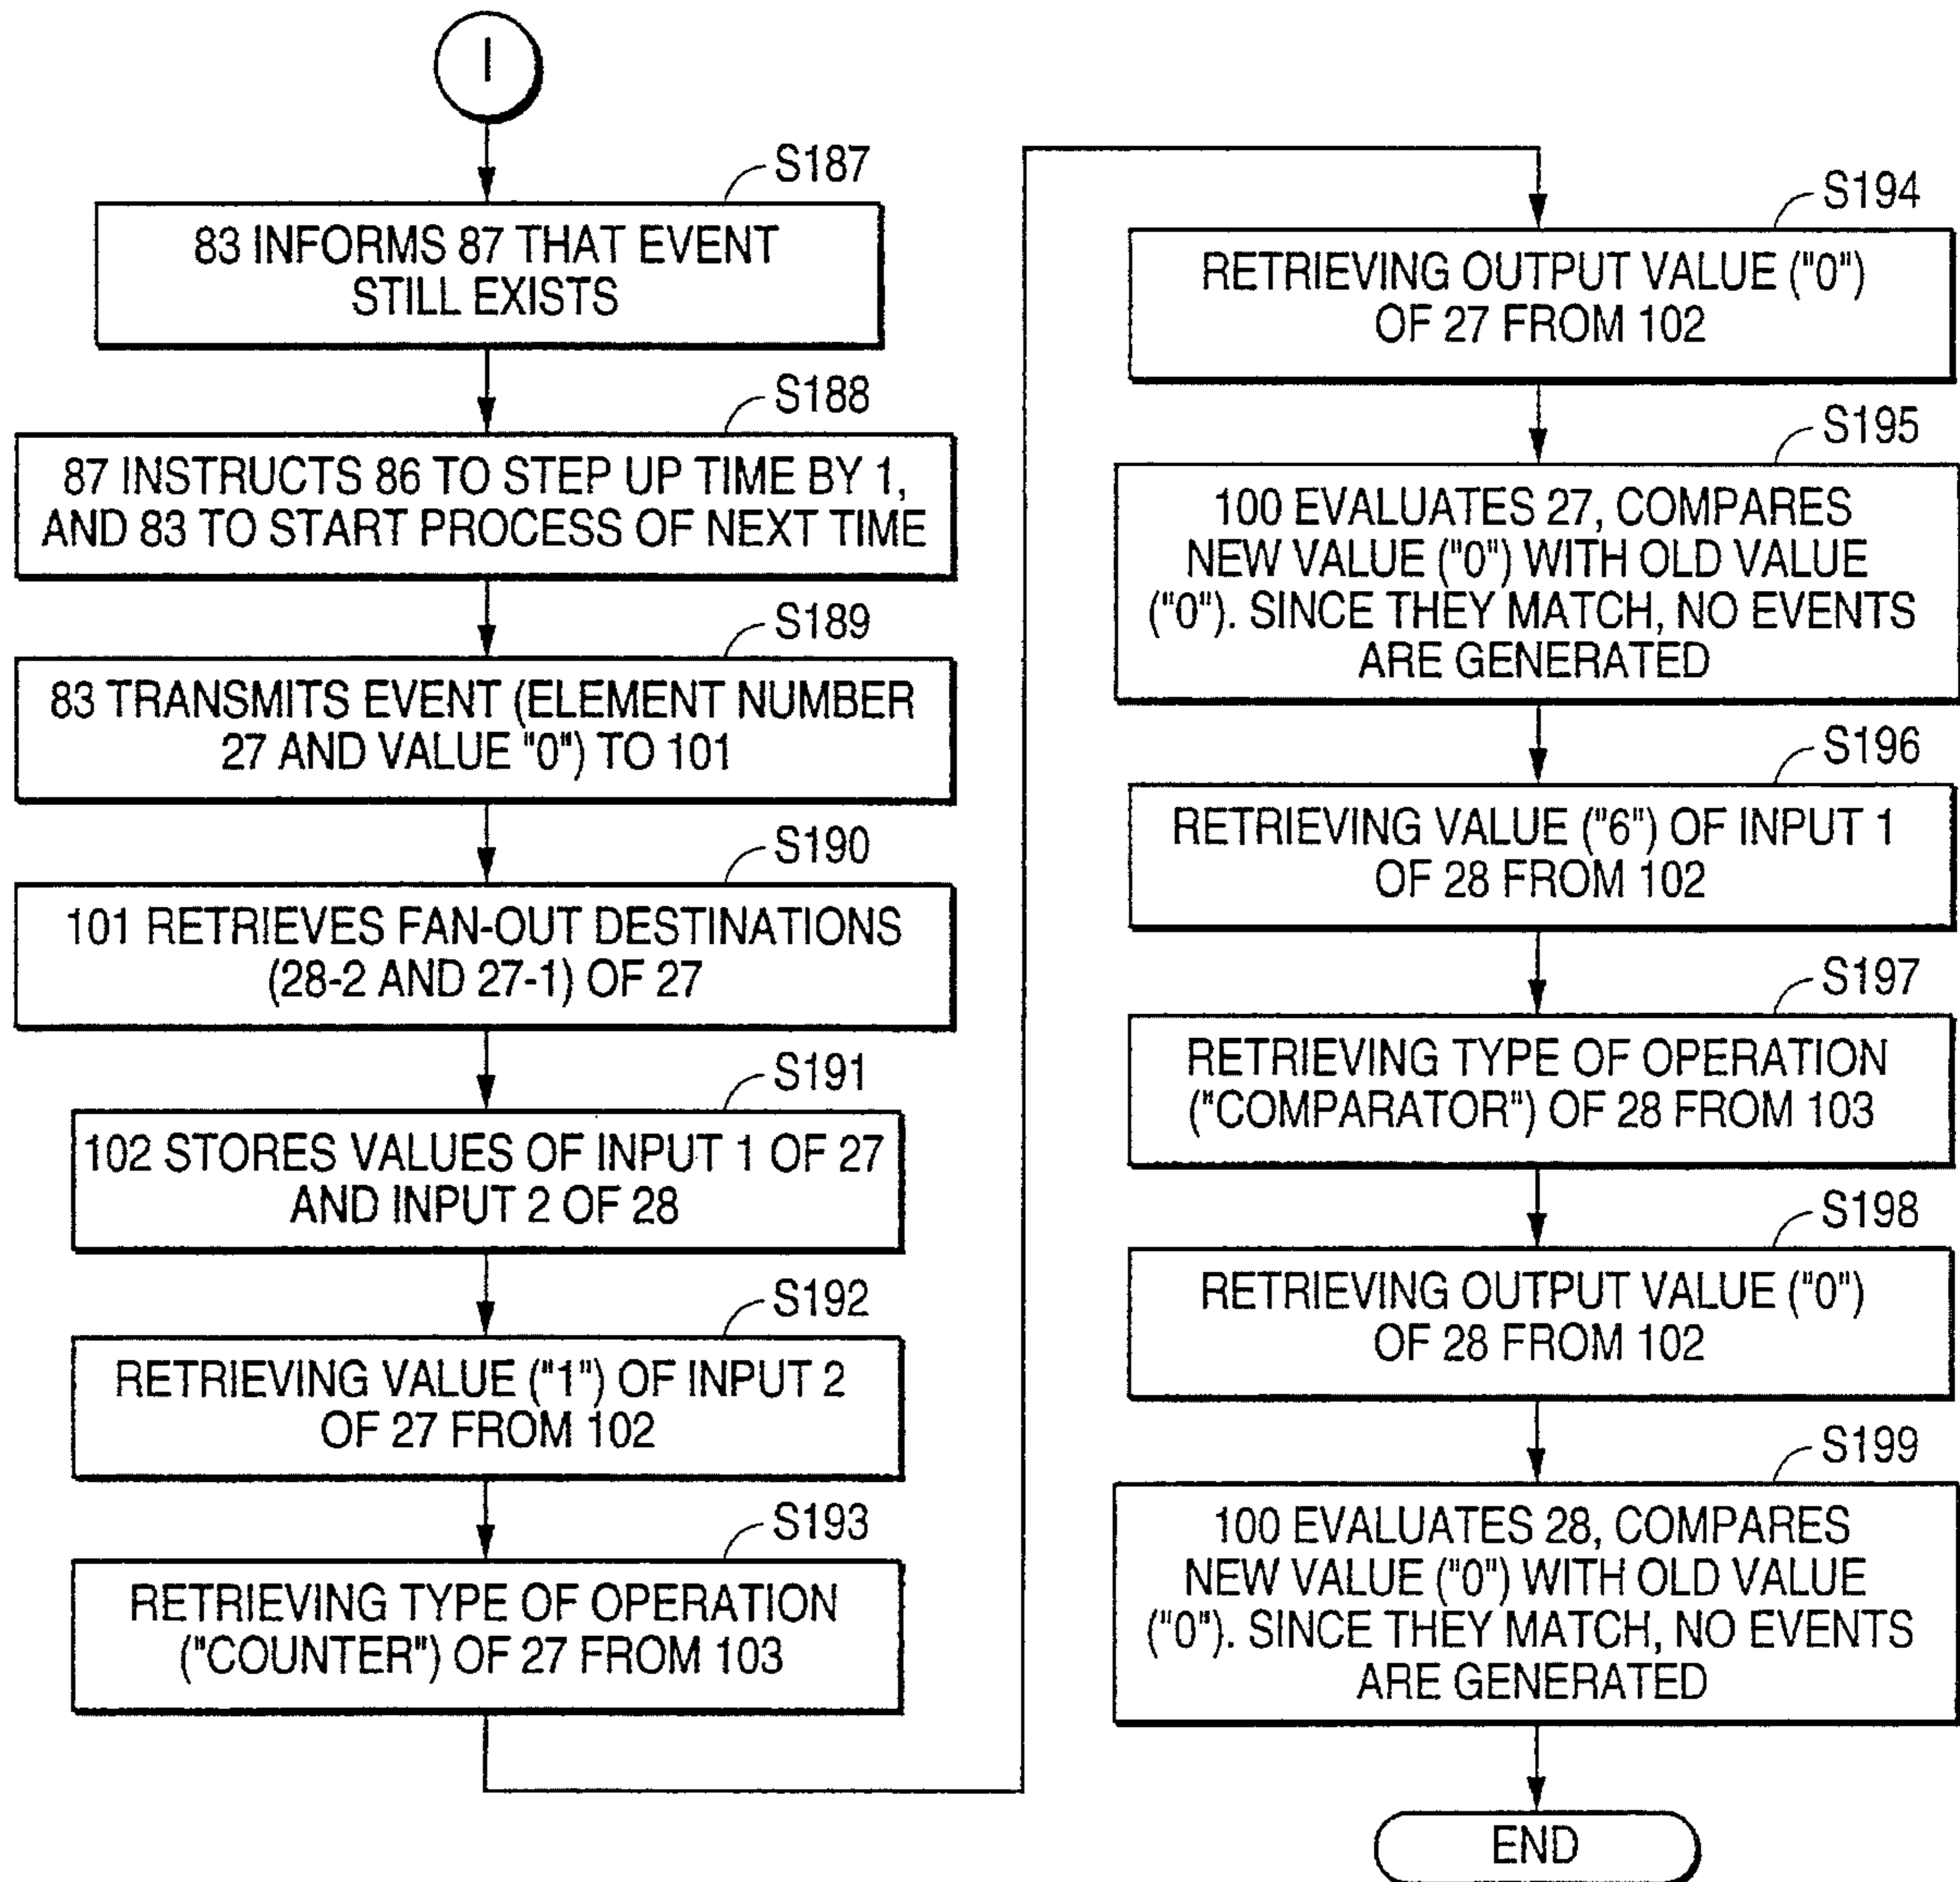 I
S187
83 INFORMS 87 THAT EVENT
STILL EXISTS
S188
87 INSTRUCTS 86 TO STEP UP TIME BY 1,
AND 83 TO START PROCESS OF NEXT TIME
S189
83 TRANSMITS EVENT (ELEMENT NUMBER
27 AND VALUE "0") TO 101
S190
101 RETRIEVES FAN-OUT DESTINATIONS
(28-2 AND 27-1) OF 27
S191
102 STORES VALUES OF INPUT 1 OF 27
AND INPUT 2 OF 28
S192
RETRIEVING VALUE ("1") OF INPUT 2
OF 27 FROM 102
S193
RETRIEVING TYPE OF OPERATION
("COUNTER") OF 27 FROM 103
S194
RETRIEVING OUTPUT VALUE ("0")
OF 27 FROM 102
S195
100 EVALUATES 27, COMPARES
NEW VALUE ("0") WITH OLD VALUE
("0"). SINCE THEY MATCH, NO EVENTS
ARE GENERATED
S196
RETRIEVING VALUE ("6") OF INPUT 1
OF 28 FROM 102
S197
RETRIEVING TYPE OF OPERATION
("COMPARATOR") OF 28 FROM 103
S198
RETRIEVING OUTPUT VALUE ("0")
OF 28 FROM 102
S199
100 EVALUATES 28, COMPARES
NEW VALUE ("0") WITH OLD VALUE
("0"). SINCE THEY MATCH, NO EVENTS
ARE GENERATED
END